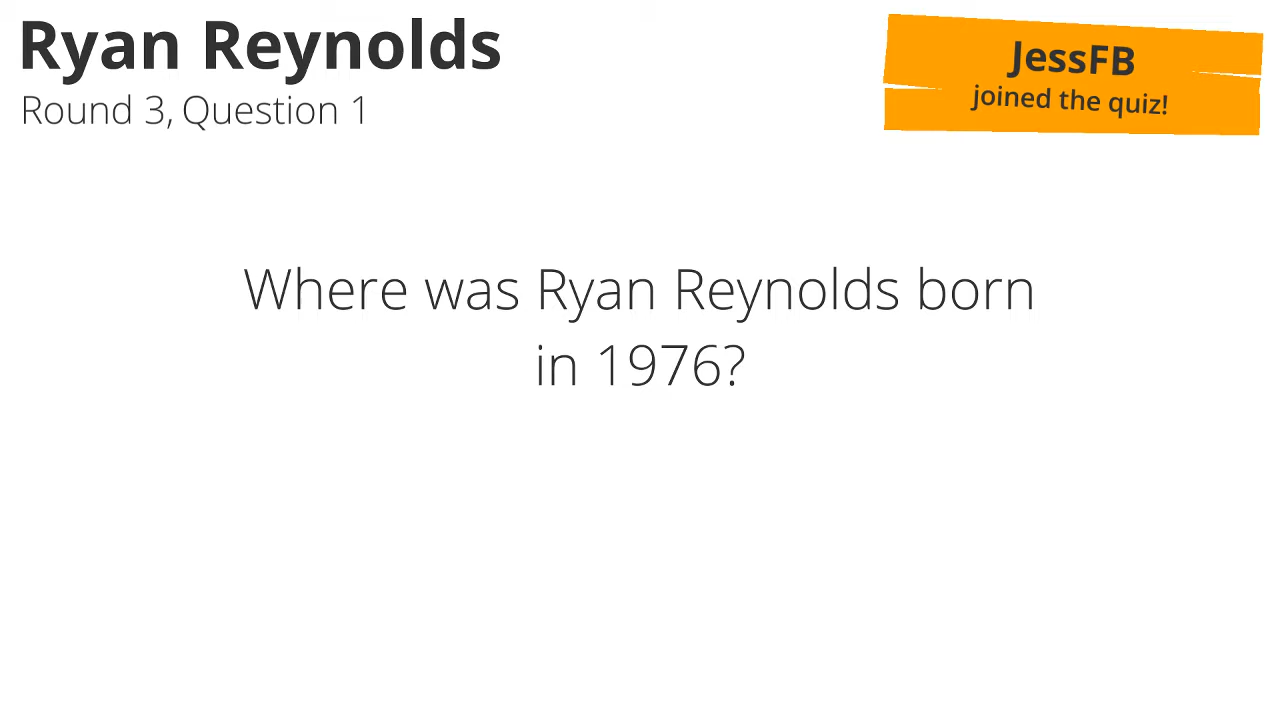 Ryan Reynolds
Round 3, Question 1
JessFB
joined the quiz!
Where was Ryan Reynolds born
in 1976?